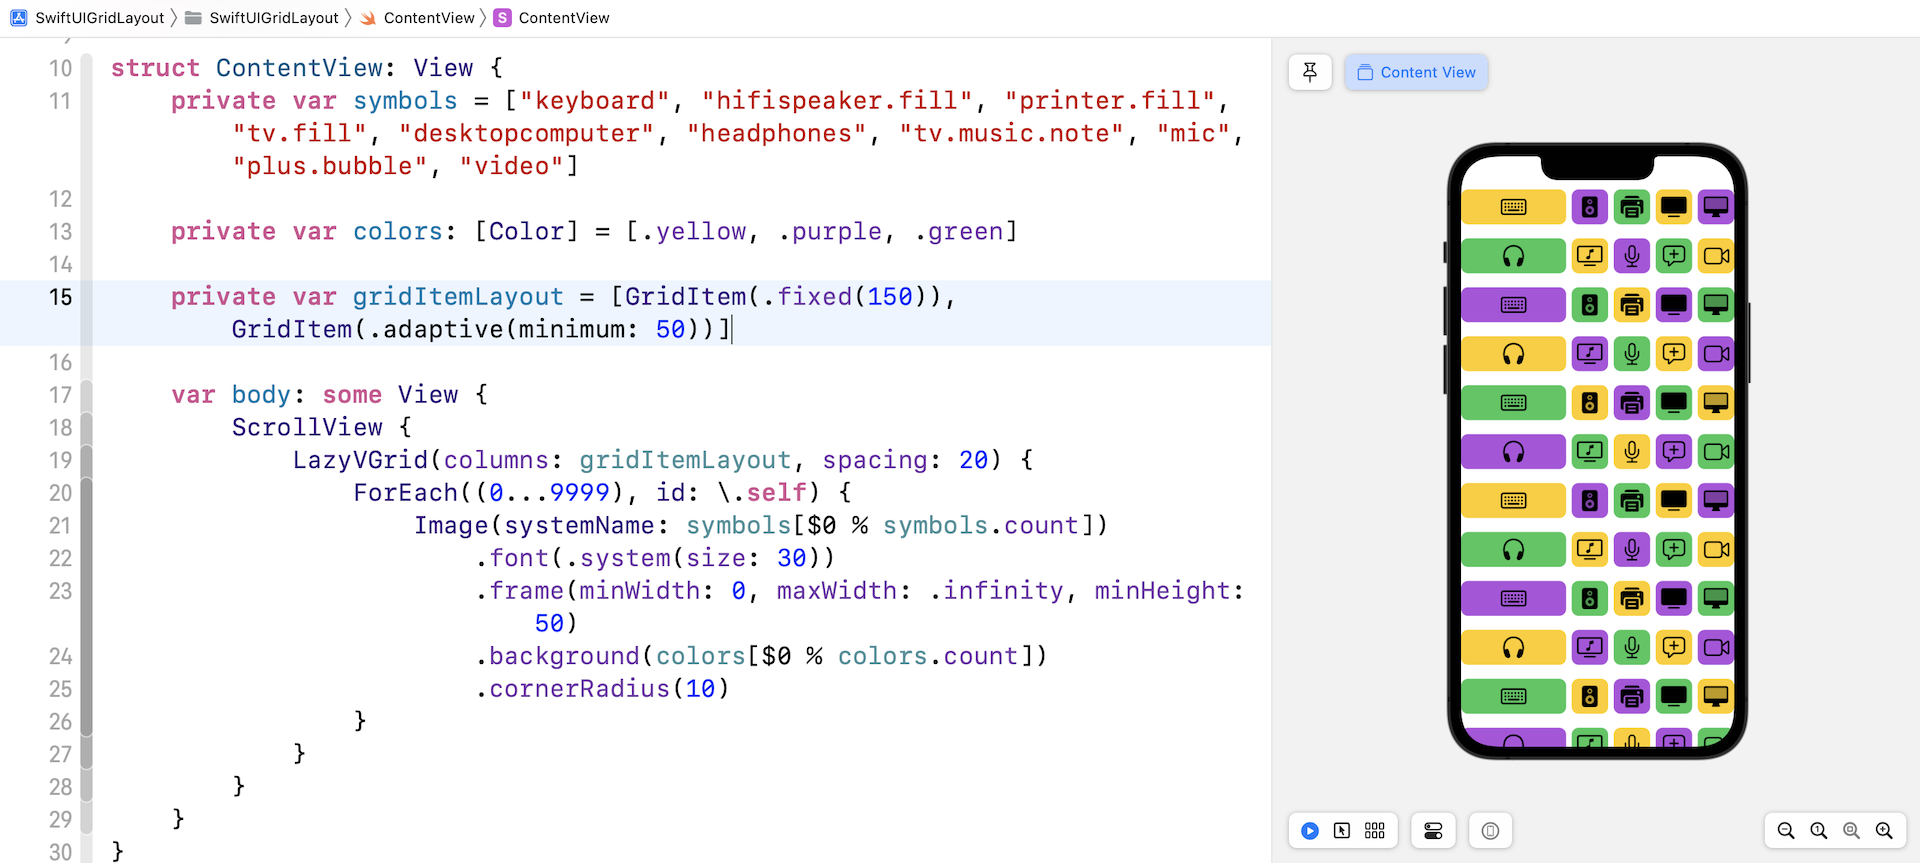 SwiftUIGridLayout SwiftUIGridLayout ContentView S ContentView
10 struct ContentView: View {
11 private var symbols = ["keyboard", "hifispeaker.fill", "printer.fill",
"tv.fill", "desktopcomputer", "headphones", "tv.music.note", "mic",
"plus.bubble", "video"]
12
13 private var colors: [Color] = [.yellow, .purple, .green]
14
15 private var gridItemLayout = [GridItem(.fixed(150)),
GridItem(.adaptive(minimum: 50))]
16
17 var body: some View {
18 ScrollView {
19 LazyVGrid(columns: gridItemLayout, spacing: 20) {
20 ForEach((0...9999), id: \.self) {
21 Image(systemName: symbols[$0 % symbols.count])
22 .font(.system(size: 30))
23 .frame(minWidth: 0, maxWidth: .infinity, minHeight:
50)
24 .background(colors[$0 % colors.count])
25 .cornerRadius(10)
26 }
27 }
28 }
29 }
30 }
Content View